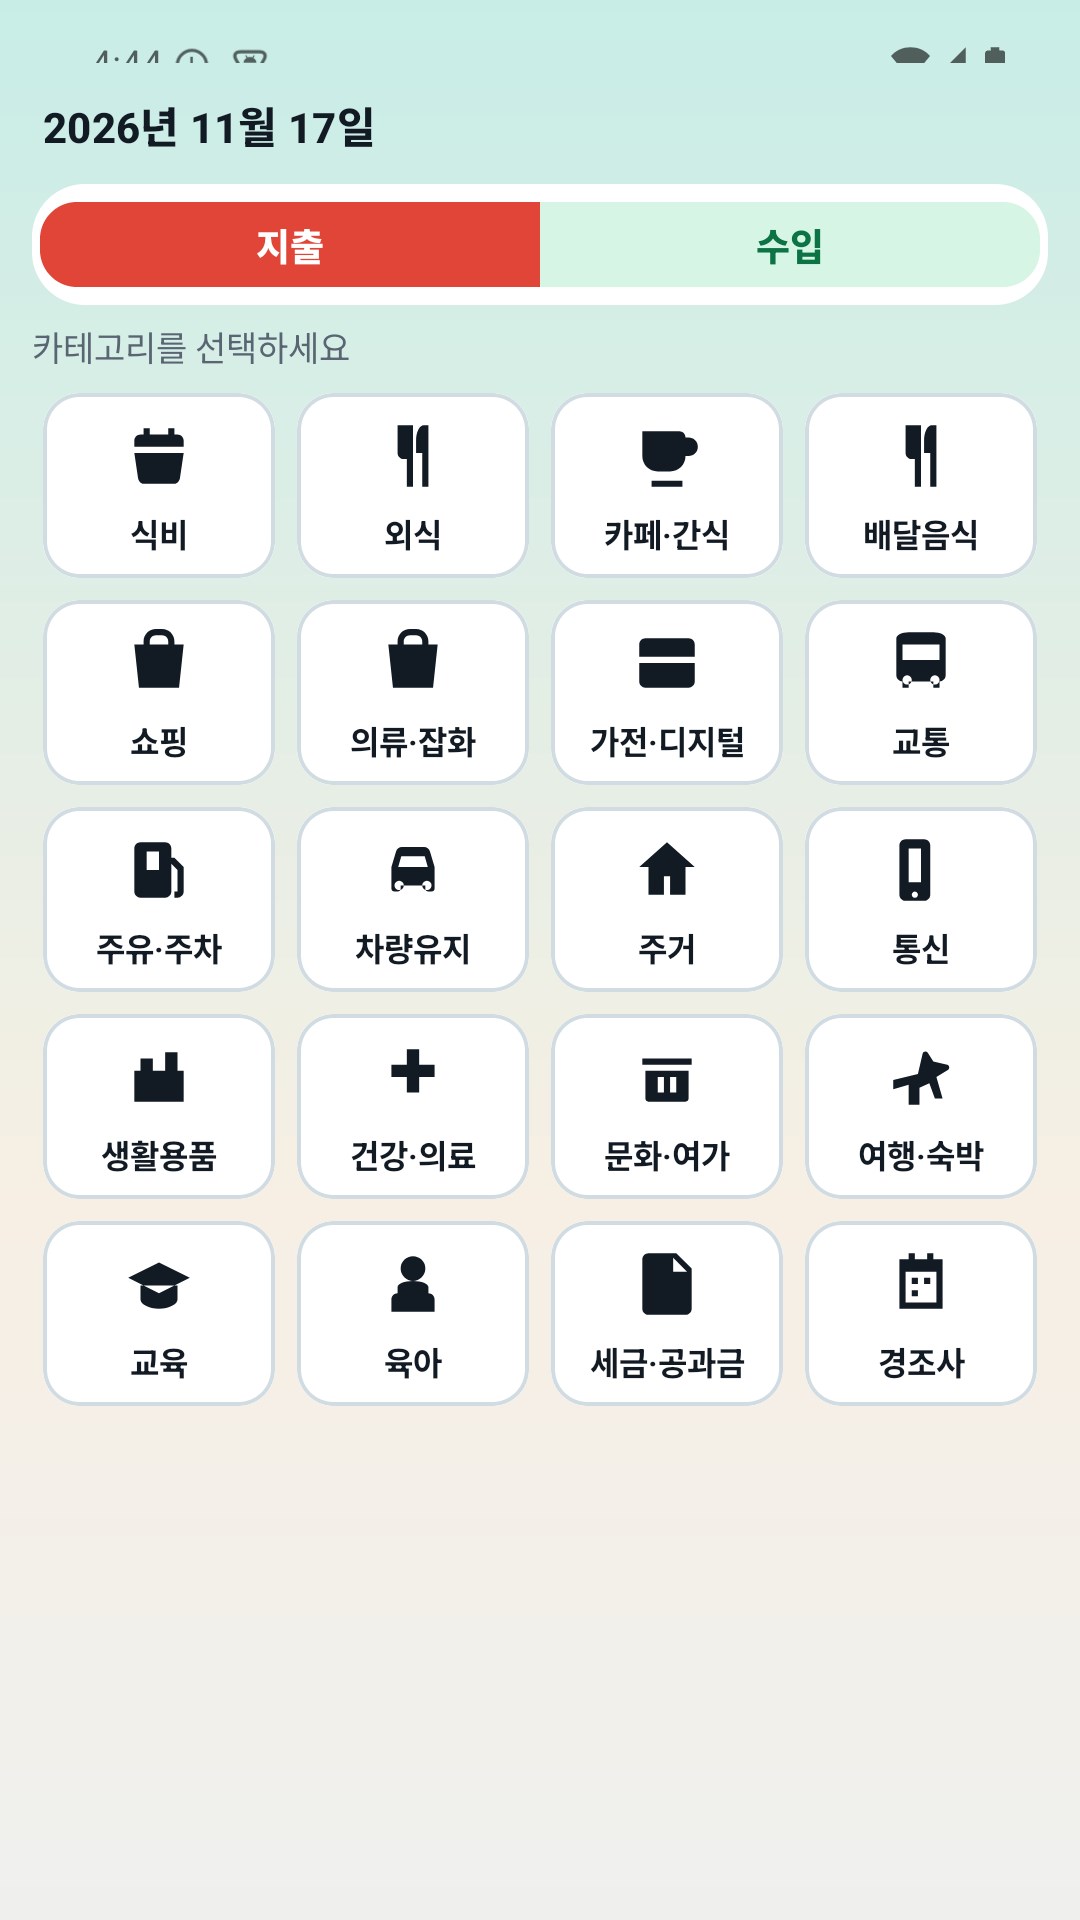 4:44
2026년 11월 17일
지출 수입
카테고리를 선택하세요
식비 외식 카페·간식 배달음식
쇼핑 의류·잡화 가전·디지털 교통
주유·주차 차량유지 주거 통신
생활용품 건강·의료 문화·여가 여행·숙박
교육 육아 세금·공과금 경조사